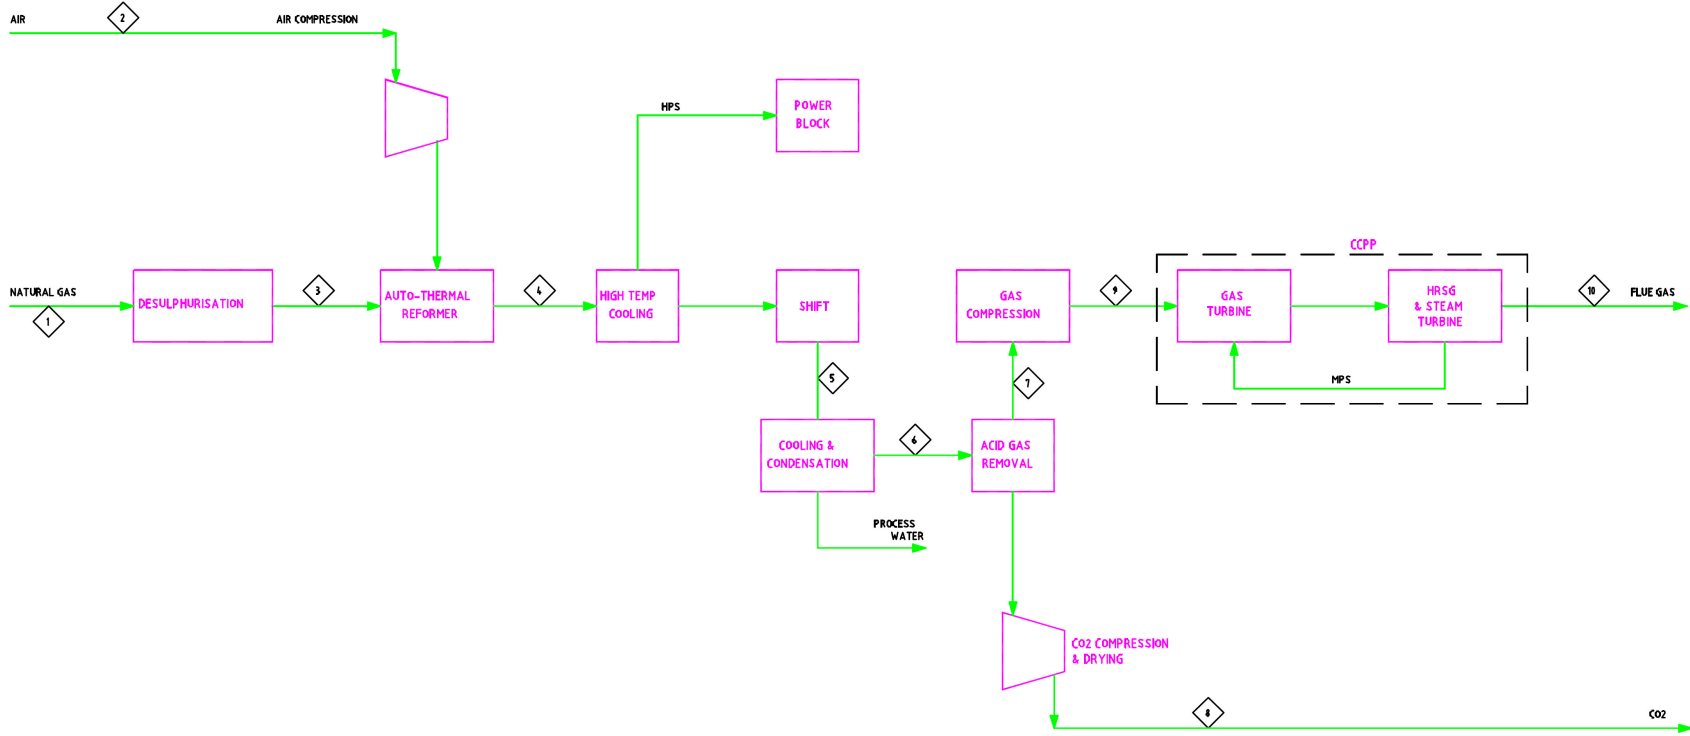 AIR
2
AIR COMPRESSION
HPS
POWER
BLOCK
CCPP
NATURAL GAS
1
DESULPHURISATION
3
AUTO-THERMAL
REFORMER
4
HIGH TEMP
COOLING
SHIFT
GAS
COMPRESSION
9
GAS
TURBINE
HRSG
& STEAM
TURBINE
10
FLUE GAS
MPS
5
7
COOLING &
CONDENSATION
6
ACID GAS
REMOVAL
PROCESS
WATER
CO2 COMPRESSION
& DRYING
8
CO2